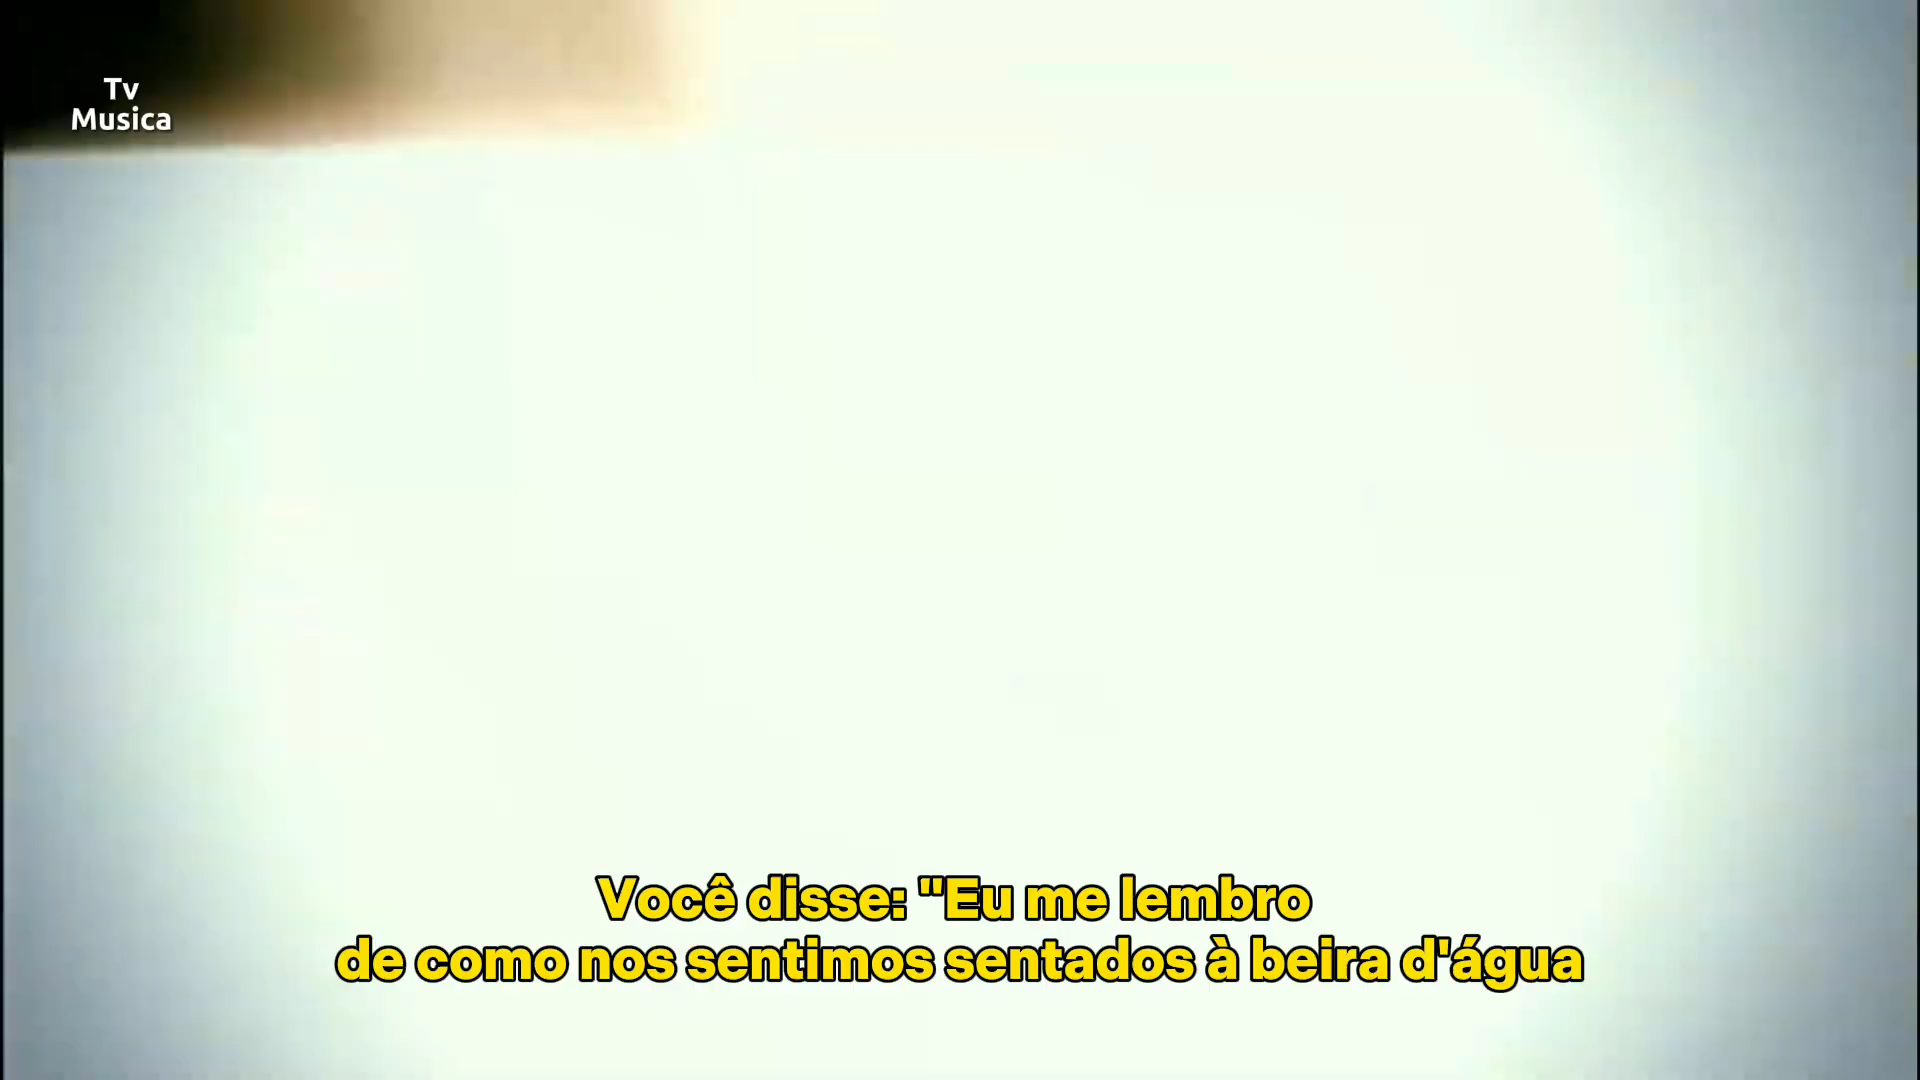 Tv
Musica
Você disse: "Eu me lembro
de como nos sentimos sentados à beira d'água